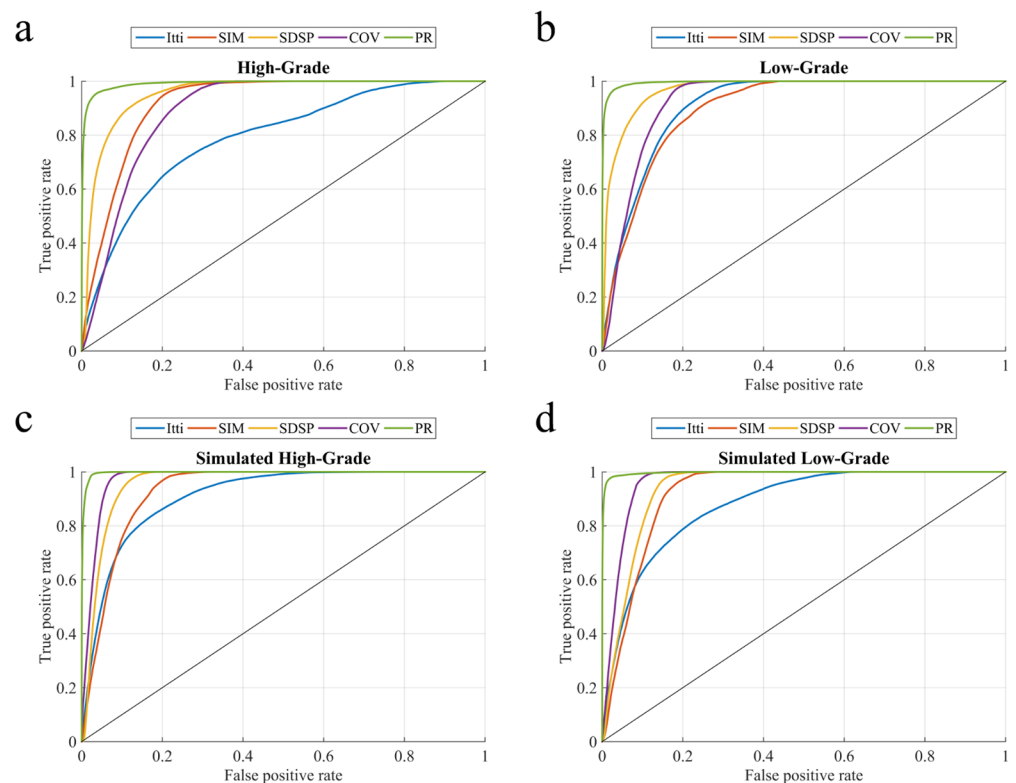 a
Itti SIM SDSP COV PR
High-Grade
1
0.8
0.6
0.4
0.2
0
True positive rate
0 0.2 0.4 0.6 0.8 1
False positive rate
b
Itti SIM SDSP COV PR
Low-Grade
1
0.8
0.6
0.4
0.2
0
True positive rate
0 0.2 0.4 0.6 0.8 1
False positive rate
c
Itti SIM SDSP COV PR
Simulated High-Grade
1
0.8
0.6
0.4
0.2
0
True positive rate
0 0.2 0.4 0.6 0.8 1
False positive rate
d
Itti SIM SDSP COV PR
Simulated Low-Grade
1
0.8
0.6
0.4
0.2
0
True positive rate
0 0.2 0.4 0.6 0.8 1
False positive rate